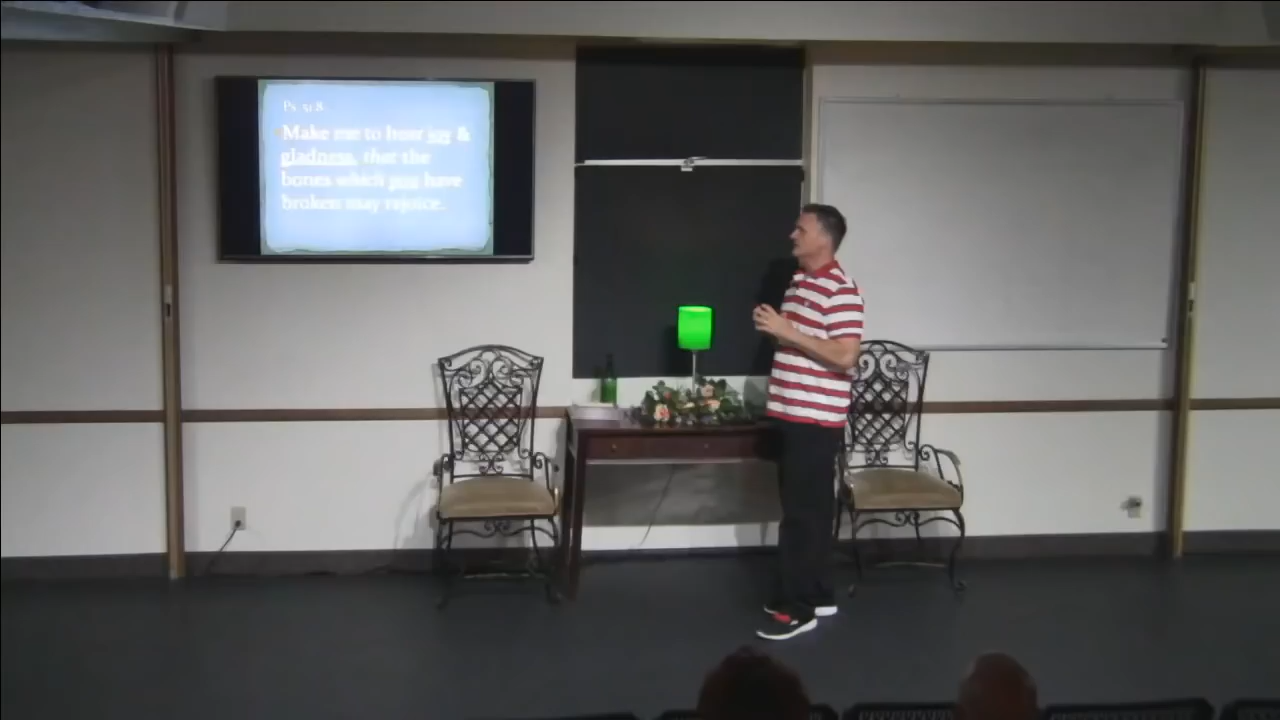 Ps. 51:8
Make me to hear joy &
gladness, that the
bones which you have
broken may rejoice.